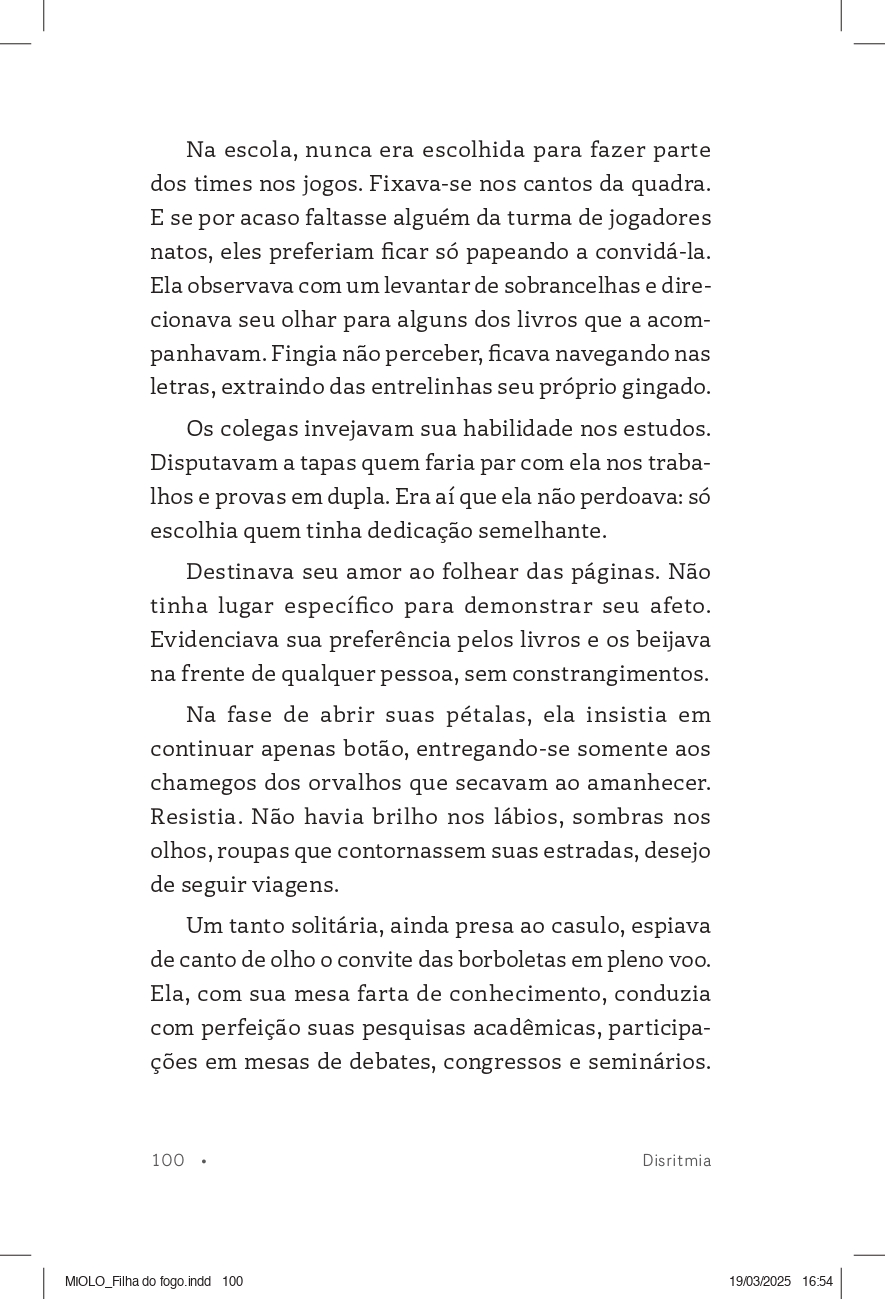 Na escola, nunca era escolhida para fazer parte
dos times nos jogos. Fixava-se nos cantos da quadra.
E se por acaso faltasse alguém da turma de jogadores
natos, eles preferiam ficar só papeando a convidá-la.
Ela observava com um levantar de sobrancelhas e dire-
cionava seu olhar para alguns dos livros que a acom-
panhavam. Fingia não perceber, ficava navegando nas
letras, extraindo das entrelinhas seu próprio gingado.
Os colegas invejavam sua habilidade nos estudos.
Disputavam a tapas quem faria par com ela nos traba-
lhos e provas em dupla. Era aí que ela não perdoava: só
escolhia quem tinha dedicação semelhante.
Destinava seu amor ao folhear das páginas. Não
tinha lugar específico para demonstrar seu afeto.
Evidenciava sua preferência pelos livros e os beijava
na frente de qualquer pessoa, sem constrangimentos.
Na fase de abrir suas pétalas, ela insistia em
continuar apenas botão, entregando-se somente aos
chamegos dos orvalhos que secavam ao amanhecer.
Resistia. Não havia brilho nos lábios, sombras nos
olhos, roupas que contornassem suas estradas, desejo
de seguir viagens.
Um tanto solitária, ainda presa ao casulo, espiava
de canto de olho o convite das borboletas em pleno voo.
Ela, com sua mesa farta de conhecimento, conduzia
com perfeição suas pesquisas acadêmicas, participa-
ções em mesas de debates, congressos e seminários.
100 • Disritmia
MIOLO_Filha do fogo.indd 100 19/03/2025 16:54